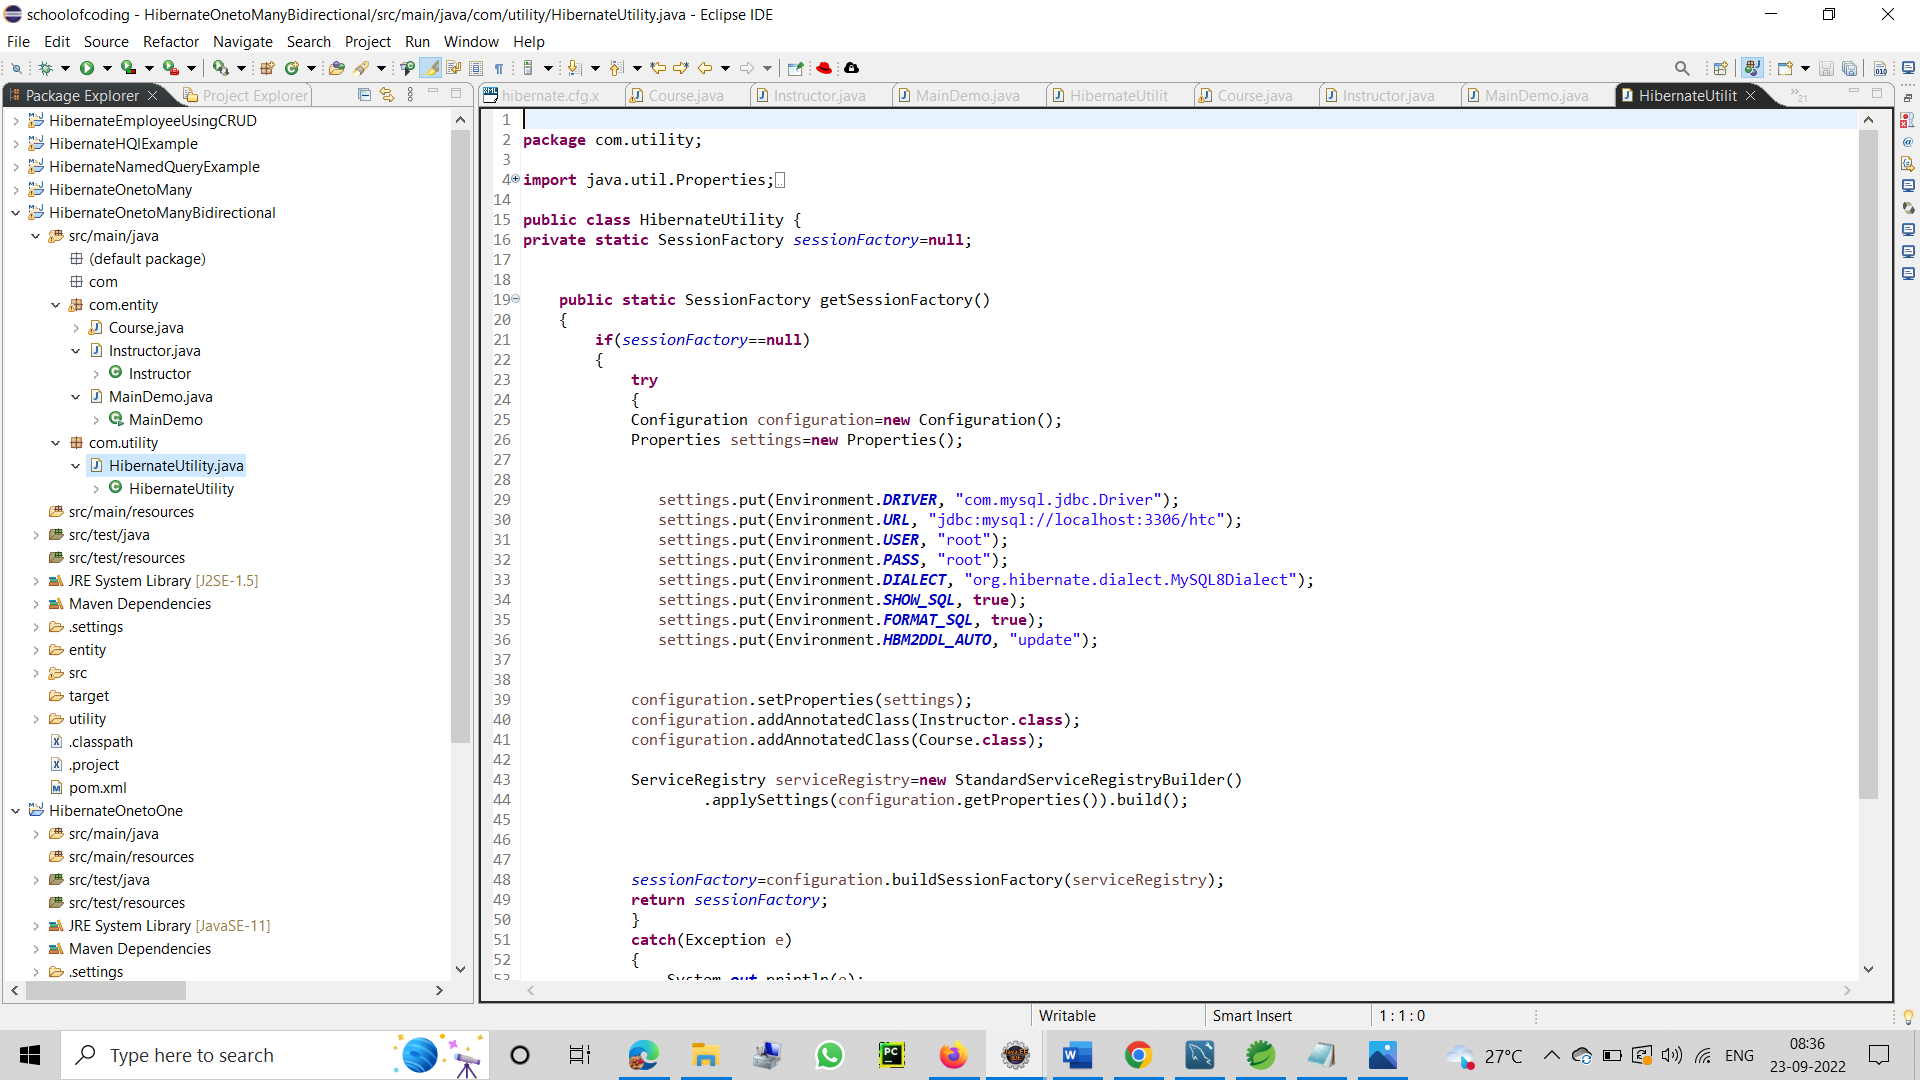 schoolofcoding - HibernateOnetoManyBidirectional/src/main/java/com/utility/HibernateUtility.java - Eclipse IDE
File Edit Source Refactor Navigate Search Project Run Window Help
Package Explorer Project Explorer
hibernate.cfg.x Course.java Instructor.java MainDemo.java HibernateUtilit Course.java Instructor.java MainDemo.java HibernateUtilit 21
HibernateEmployeeUsingCRUD
HibernateHQlExample
HibernateNamedQueryExample
HibernateOnetoMany
HibernateOnetoManyBidirectional
src/main/java
(default package)
com
com.entity
Course.java
Instructor.java
Instructor
MainDemo.java
MainDemo
com.utility
HibernateUtility.java
HibernateUtility
src/main/resources
src/test/java
src/test/resources
JRE System Library [J2SE-1.5]
Maven Dependencies
.settings
entity
src
target
utility
.classpath
.project
pom.xml
HibernateOnetoOne
src/main/java
src/main/resources
src/test/java
src/test/resources
JRE System Library [JavaSE-11]
Maven Dependencies
.settings
1
2 package com.utility;
3
4 import java.util.Properties;
14
15 public class HibernateUtility {
16 private static SessionFactory sessionFactory=null;
17
18
19 public static SessionFactory getSessionFactory()
20 {
21 if(sessionFactory==null)
22 {
23 try
24 {
25 Configuration configuration=new Configuration();
26 Properties settings=new Properties();
27
28
29 settings.put(Environment.DRIVER, "com.mysql.jdbc.Driver");
30 settings.put(Environment.URL, "jdbc:mysql://localhost:3306/htc");
31 settings.put(Environment.USER, "root");
32 settings.put(Environment.PASS, "root");
33 settings.put(Environment.DIALECT, "org.hibernate.dialect.MySQL8Dialect");
34 settings.put(Environment.SHOW_SQL, true);
35 settings.put(Environment.FORMAT_SQL, true);
36 settings.put(Environment.HBM2DDL_AUTO, "update");
37
38
39 configuration.setProperties(settings);
40 configuration.addAnnotatedClass(Instructor.class);
41 configuration.addAnnotatedClass(Course.class);
42
43 ServiceRegistry serviceRegistry=new StandardServiceRegistryBuilder()
44 .applySettings(configuration.getProperties()).build();
45
46
47
48 sessionFactory=configuration.buildSessionFactory(serviceRegistry);
49 return sessionFactory;
50 }
51 catch(Exception e)
52 {
53 System.out.println(e);
Writable Smart Insert 1 : 1 : 0
Type here to search
27°C ENG
08:36
23-09-2022